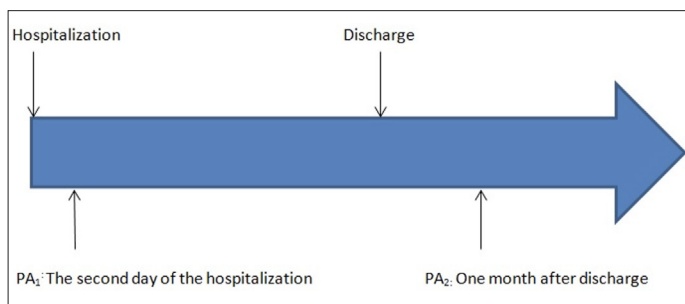 Hospitalization
Discharge
PA₁: The second day of the hospitalization
PA₂: One month after discharge